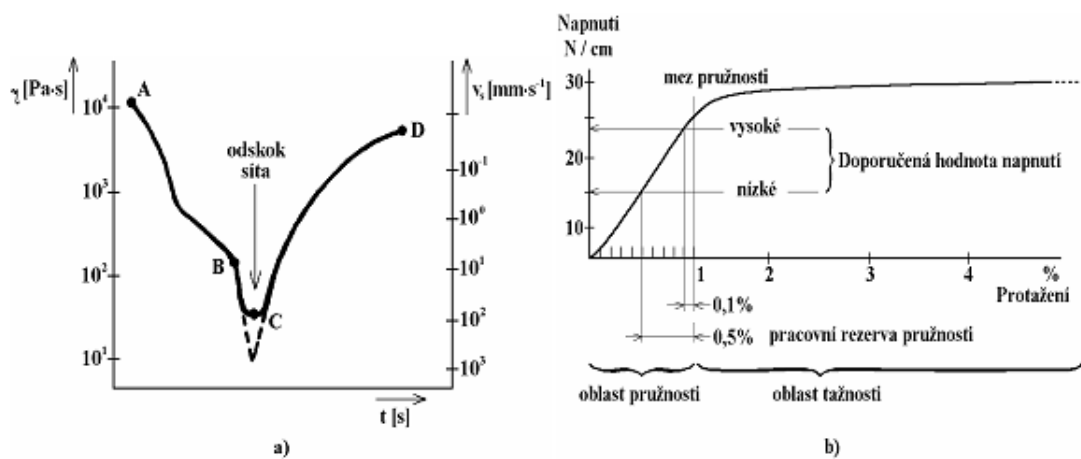 [Pa·s]
A
10⁴
10³
10²
10¹
B
odskok
síta
C
D
vₛ [mm·s⁻¹]
10⁻¹
10⁰
10¹
10²
10³
t [s]
a)
Napnutí
N / cm
30
20
10
mez pružnosti
vysoké
nízké
Doporučená hodnota napnutí
1
2
3
4
%
Protažení
0,1%
0,5%
pracovní rezerva pružnosti
oblast pružnosti
oblast tažnosti
b)